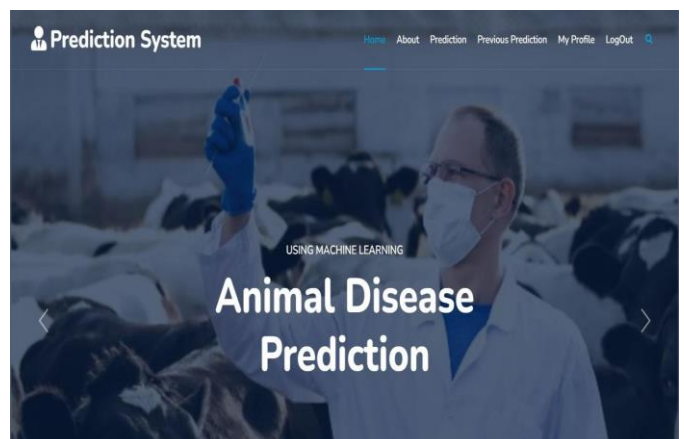 Prediction System
Home About Prediction Previous Prediction My Profile LogOut
USING MACHINE LEARNING
Animal Disease
Prediction